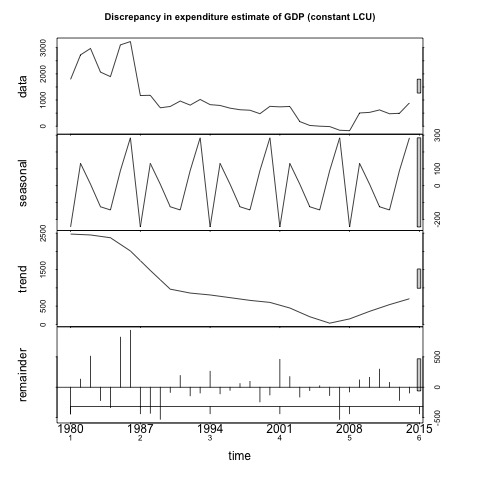 Discrepancy in expenditure estimate of GDP (constant LCU)
data
0 1000 2000 3000
seasonal
-200 0 100 300
trend
0 500 1500 2500
remainder
-500 0 500
1980 1987 1994 2001 2008 2015
1 2 3 4 5 6
time